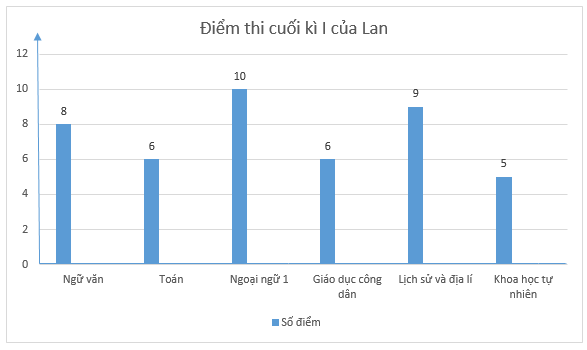 Điểm thi cuối kì I của Lan
12
10
8
6
4
2
0
8
6
10
6
9
5
Ngữ văn
Toán
Ngoại ngữ 1
Giáo dục công
dân
Lịch sử và địa lí
Khoa học tự
nhiên
Số điểm